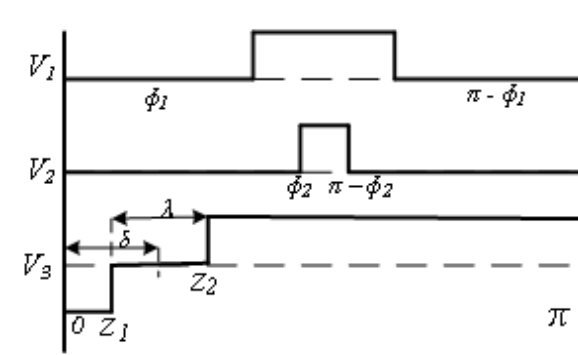 V₁
ϕ₁ π - ϕ₁
V₂
ϕ₂ π - ϕ₂
λ
δ
V₃
Z₂
0 Z₁ π